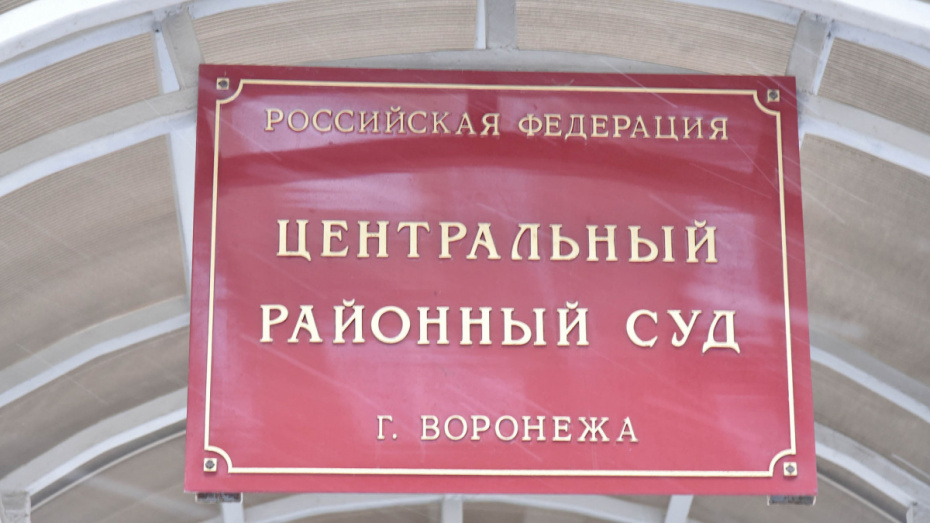 РОССИЙСКАЯ ФЕДЕРАЦИЯ
ЦЕНТРАЛЬНЫЙ
РАЙОННЫЙ СУД
Г. ВОРОНЕЖА